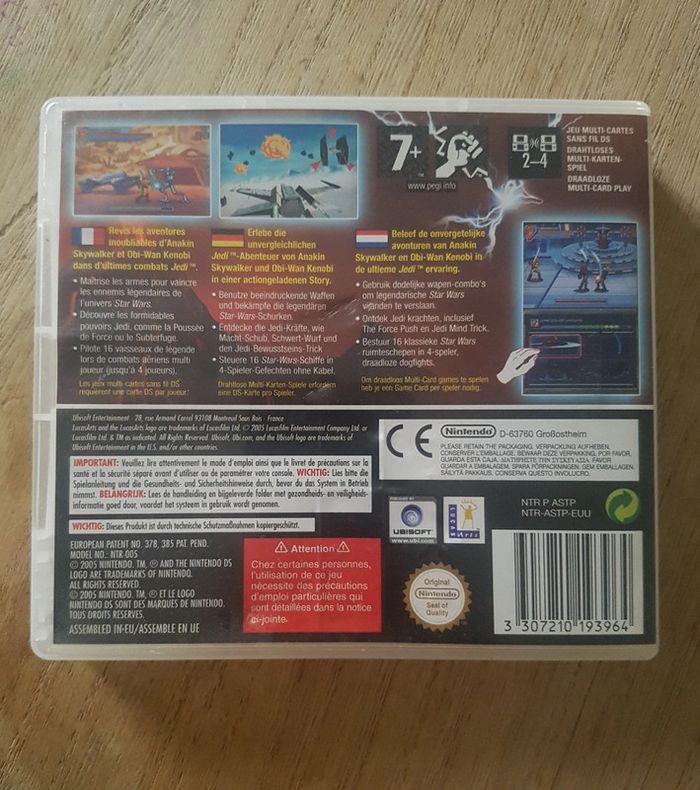 7+
www.pegi.info
2-4
JEU MULTI-CARTES
SANS FIL DS
DRAHTLOSES
MULTI-KARTEN-
SPIEL
DRAADLOZE
MULTI-CARD PLAY
Revis les aventures
inoubliables d'Anakin
Skywalker et Obi-Wan Kenobi
dans d'ultimes combats Jedi™.
• Maîtrise les armes pour vaincre
les ennemis légendaires de
l'univers Star Wars.
• Découvre les formidables
pouvoirs Jedi, comme la Poussée
de Force ou le Subterfuge.
• Pilote 16 vaisseaux de légende
lors de combats aériens multi
joueur (jusqu'à 4 joueurs).
Les jeux multi-cartes sans fil DS
requièrent une carte DS par joueur.
Erlebe die
unvergleichlichen
Jedi™-Abenteuer von Anakin
Skywalker und Obi-Wan Kenobi
in einer actiongeladenen Story.
• Benutze beeindruckende Waffen
und bekämpfe die legendären
Star-Wars-Schurken.
• Entdecke die Jedi-Kräfte, wie
Macht-Schub, Schwert-Wurf und
den Jedi-Bewusstseins-Trick
• Steuere 16 Star-Wars-Schiffe in
4-Spieler-Gefechten ohne Kabel.
Drahtlose Multi-Karten-Spiele erfordern
eine DS-Karte pro Spieler.
Beleef de onvergetelijke
avonturen van Anakin
Skywalker en Obi-Wan Kenobi in
de ultieme Jedi™ ervaring.
• Gebruik dodelijke wapen-combo's
om legendarische Star Wars
vijanden te verslaan.
• Ontdek Jedi krachten, inclusief
The Force Push en Jedi Mind Trick.
• Bestuur 16 klassieke Star Wars
ruimteschepen in 4-speler,
draadloze dogfights.
Om draadloos Multi-Card games te spelen
heb je een Game Card per speler nodig.
Ubisoft Entertainment - 78, rue Armand Carrel 93108 Montreuil Sous Bois - France
LucasArts and the LucasArts logo are trademarks of Lucasfilm Ltd. © 2005 Lucasfilm Entertainment Company Ltd. or
Lucasfilm Ltd. & TM as indicated. All Rights Reserved. Ubisoft, Ubi.com, and the Ubisoft logo are trademarks of
Ubisoft Entertainment in the U.S. and/or other countries.
IMPORTANT: Veuillez lire attentivement le mode d'emploi ainsi que le livret de précautions sur la
santé et la sécurité séparé avant d'utiliser ou de paramétrer votre console. WICHTIG: Lies bitte die
Spielanleitung und die Gesundheits- und Sicherheitshinweise durch, bevor du das System in Betrieb
nimmst. BELANGRIJK: Lees de handleiding en bijgeleverde folder met gezondheids- en veiligheids-
informatie goed door, voordat het systeem in gebruik wordt genomen.
WICHTIG: Dieses Produkt ist durch technische Schutzmaßnahmen kopiergeschützt.
EUROPEAN PATENT NO. 378, 385 PAT. PEND.
MODEL NO.: NTR-005
© 2005 NINTENDO. TM, ® AND THE NINTENDO DS
LOGO ARE TRADEMARKS OF NINTENDO.
ALL RIGHTS RESERVED.
© 2005 NINTENDO. TM, ® ET LE LOGO
NINTENDO DS SONT DES MARQUES DE NINTENDO.
TOUS DROITS RESERVES.
ASSEMBLED IN-EU/ASSEMBLE EN UE
⚠ Attention ⚠
Chez certaines personnes,
l'utilisation de ce jeu
nécessite des précautions
d'emploi particulières qui
sont détaillées dans la notice
ci-jointe.
CE
Nintendo D-63760 Großostheim
PLEASE RETAIN THE PACKAGING. VERPACKUNG AUFHEBEN.
CONSERVER L'EMBALLAGE. BEWAAR DEZE VERPAKKING. POR FAVOR,
GUARDA ESTA CAJA. ΔΙΑΤΗΡΗΣΤΕ ΤΗΝ ΣΥΣΚΕΥΑΣΙΑ. FAVOR
GUARDAR A EMBALAGEM. SPARA FÖRPACKNINGEN. GEM EMBALLAGEN.
SÄILYTÄ PAKKAUS. CONSERVA QUESTO INVOLUCRO.
PUBLISHED BY
UBISOFT
www.ubi.com
LUCAS
ARTS
NTR P ASTP
NTR-ASTP-EUU
Original
Nintendo
Seal of
Quality
3 307210 193964